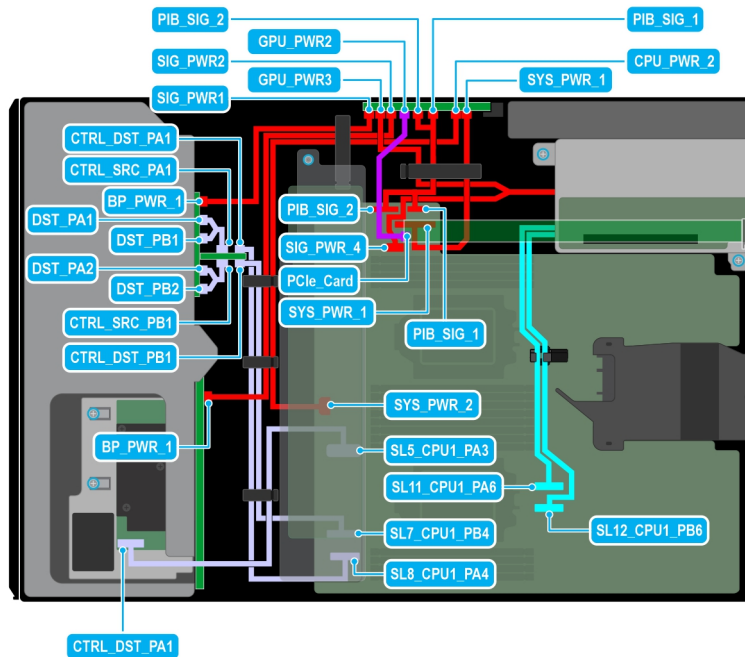 PIB_SIG_2
PIB_SIG_1
GPU_PWR2
SIG_PWR2
CPU_PWR_2
GPU_PWR3
SYS_PWR_1
SIG_PWR1
CTRL_DST_PA1
CTRL_SRC_PA1
BP_PWR_1
DST_PA1
PIB_SIG_2
DST_PB1
SIG_PWR_4
DST_PA2
PCIe_Card
DST_PB2
SYS_PWR_1
CTRL_SRC_PB1
PIB_SIG_1
CTRL_DST_PB1
SYS_PWR_2
BP_PWR_1
SL5_CPU1_PA3
SL11_CPU1_PA6
SL7_CPU1_PB4
SL12_CPU1_PB6
SL8_CPU1_PA4
CTRL_DST_PA1